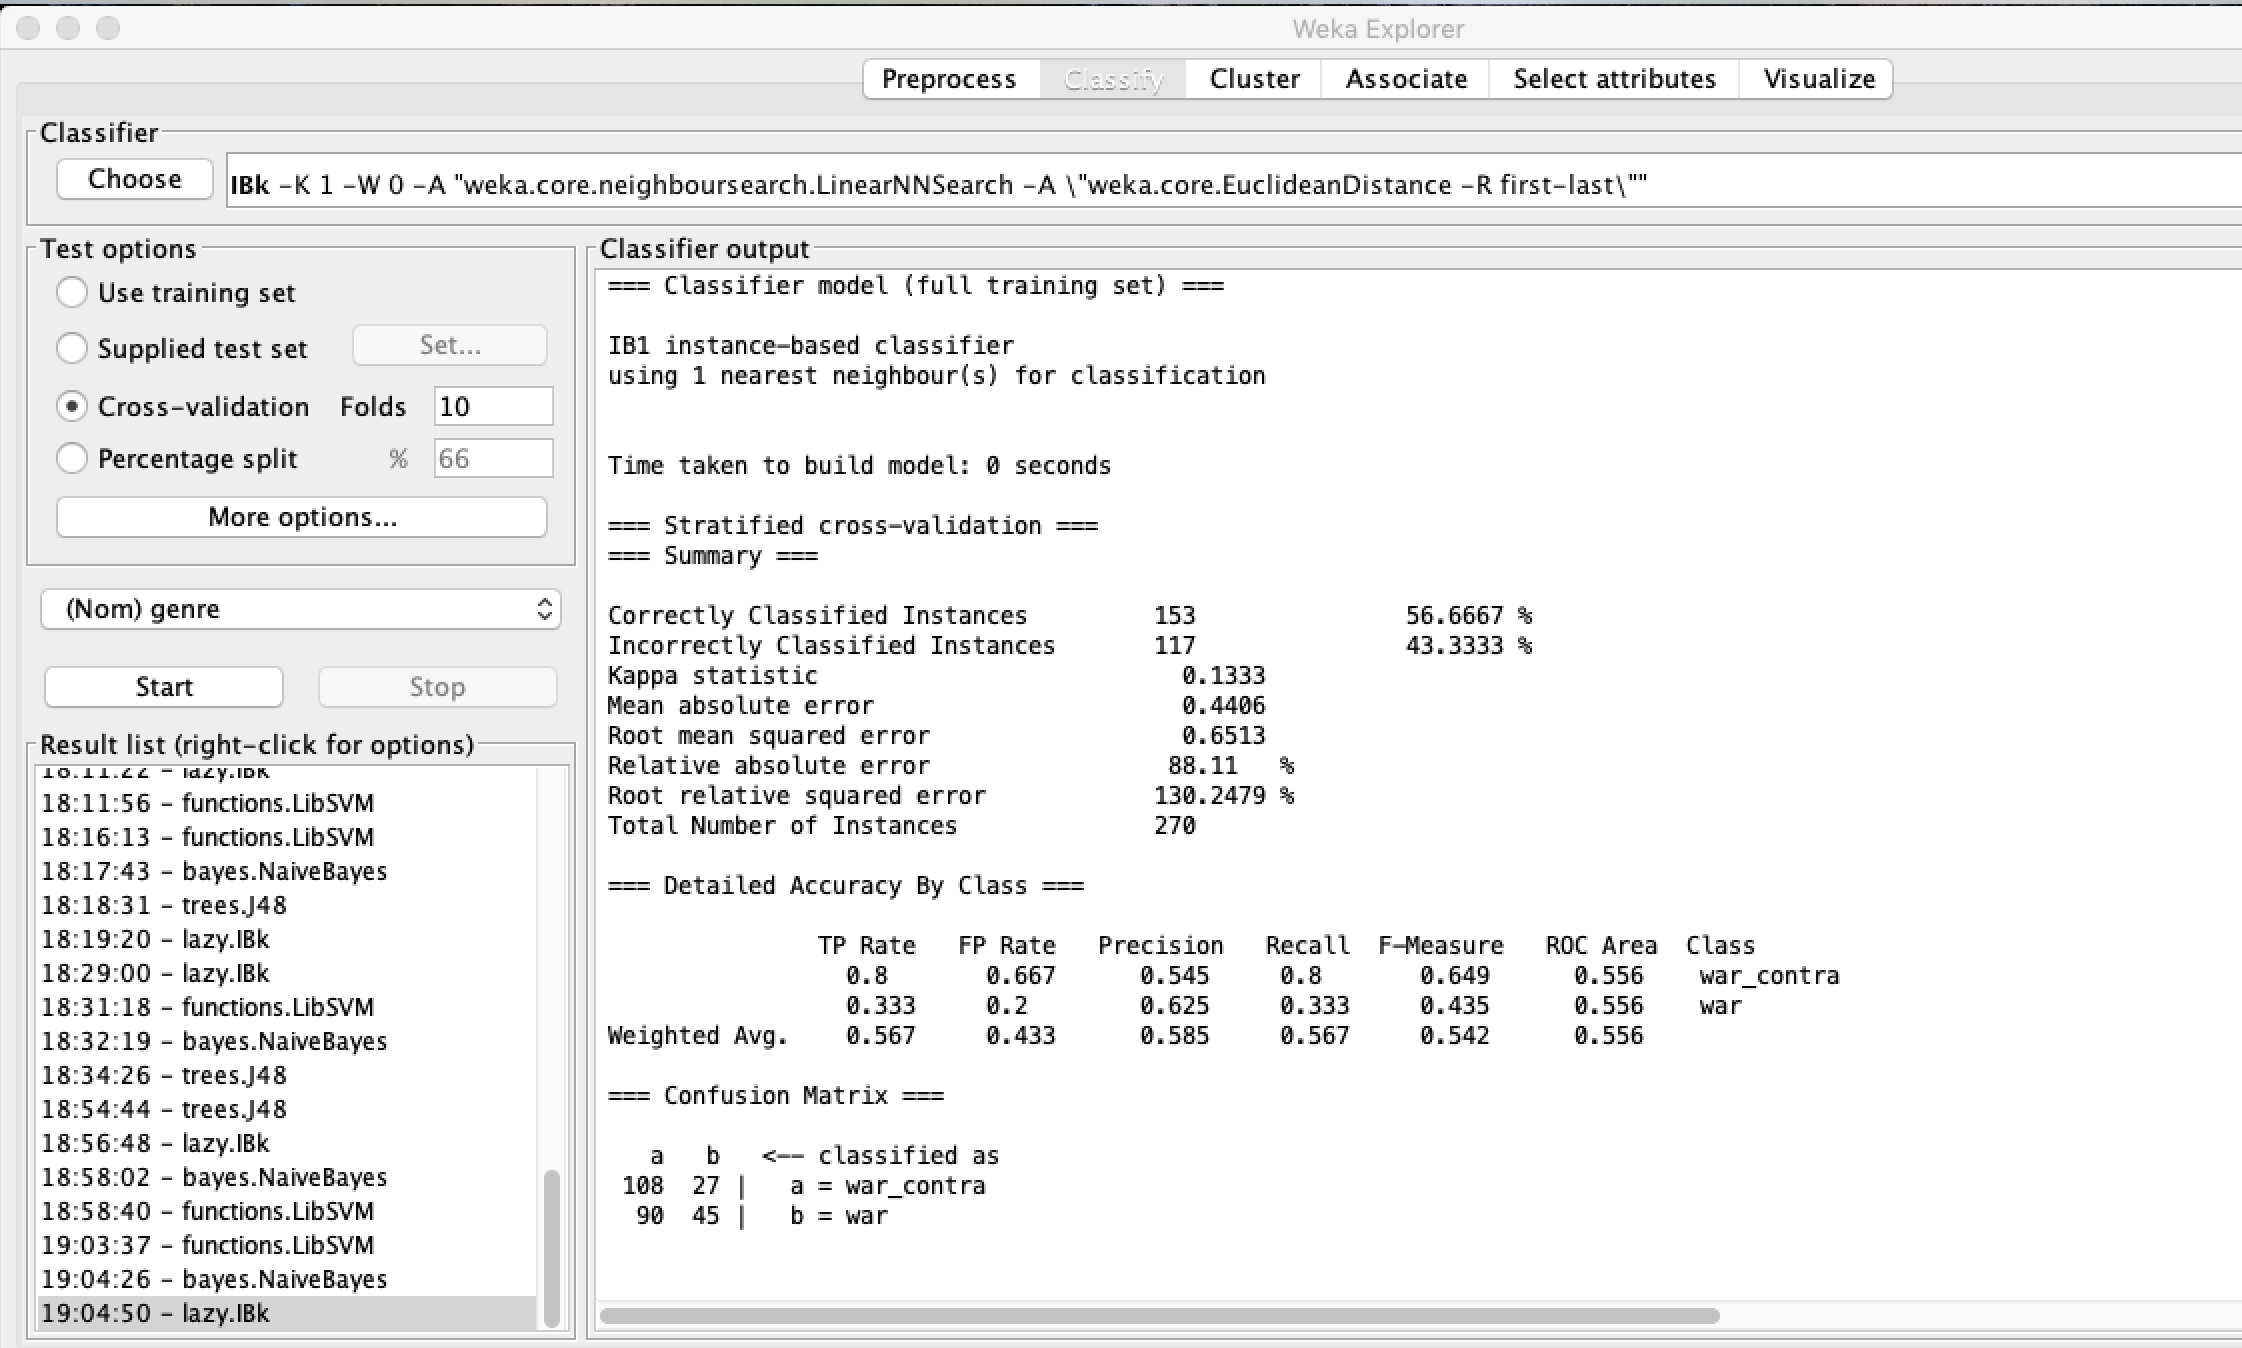 Weka Explorer
Preprocess Classify Cluster Associate Select attributes Visualize
Classifier
Choose IBk -K 1 -W 0 -A "weka.core.neighboursearch.LinearNNSearch -A \"weka.core.EuclideanDistance -R first-last\""
Test options
Use training set
Supplied test set Set...
Cross-validation Folds 10
Percentage split % 66
More options...
(Nom) genre
Start Stop
Result list (right-click for options)
18:11:22 - lazy.IBk
18:11:56 - functions.LibSVM
18:16:13 - functions.LibSVM
18:17:43 - bayes.NaiveBayes
18:18:31 - trees.J48
18:19:20 - lazy.IBk
18:29:00 - lazy.IBk
18:31:18 - functions.LibSVM
18:32:19 - bayes.NaiveBayes
18:34:26 - trees.J48
18:54:44 - trees.J48
18:56:48 - lazy.IBk
18:58:02 - bayes.NaiveBayes
18:58:40 - functions.LibSVM
19:03:37 - functions.LibSVM
19:04:26 - bayes.NaiveBayes
19:04:50 - lazy.IBk
Classifier output
=== Classifier model (full training set) ===
IB1 instance-based classifier
using 1 nearest neighbour(s) for classification
Time taken to build model: 0 seconds
=== Stratified cross-validation ===
=== Summary ===
Correctly Classified Instances 153 56.6667 %
Incorrectly Classified Instances 117 43.3333 %
Kappa statistic 0.1333
Mean absolute error 0.4406
Root mean squared error 0.6513
Relative absolute error 88.11 %
Root relative squared error 130.2479 %
Total Number of Instances 270
=== Detailed Accuracy By Class ===
TP Rate FP Rate Precision Recall F-Measure ROC Area Class
0.8 0.667 0.545 0.8 0.649 0.556 war_contra
0.333 0.2 0.625 0.333 0.435 0.556 war
Weighted Avg. 0.567 0.433 0.585 0.567 0.542 0.556
=== Confusion Matrix ===
a b <-- classified as
108 27 | a = war_contra
90 45 | b = war